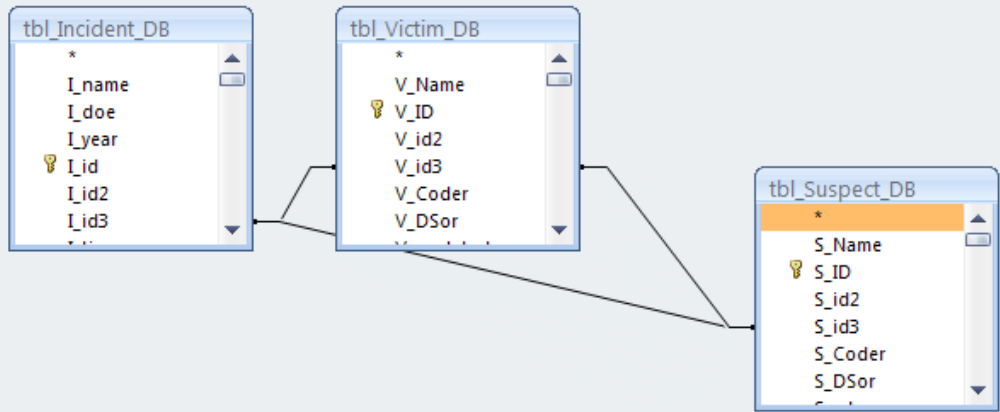 tbl_Incident_DB
*
I_name
I_doe
I_year
I_id
I_id2
I_id3
tbl_Victim_DB
*
V_Name
V_ID
V_id2
V_id3
V_Coder
V_DSor
tbl_Suspect_DB
*
S_Name
S_ID
S_id2
S_id3
S_Coder
S_DSor